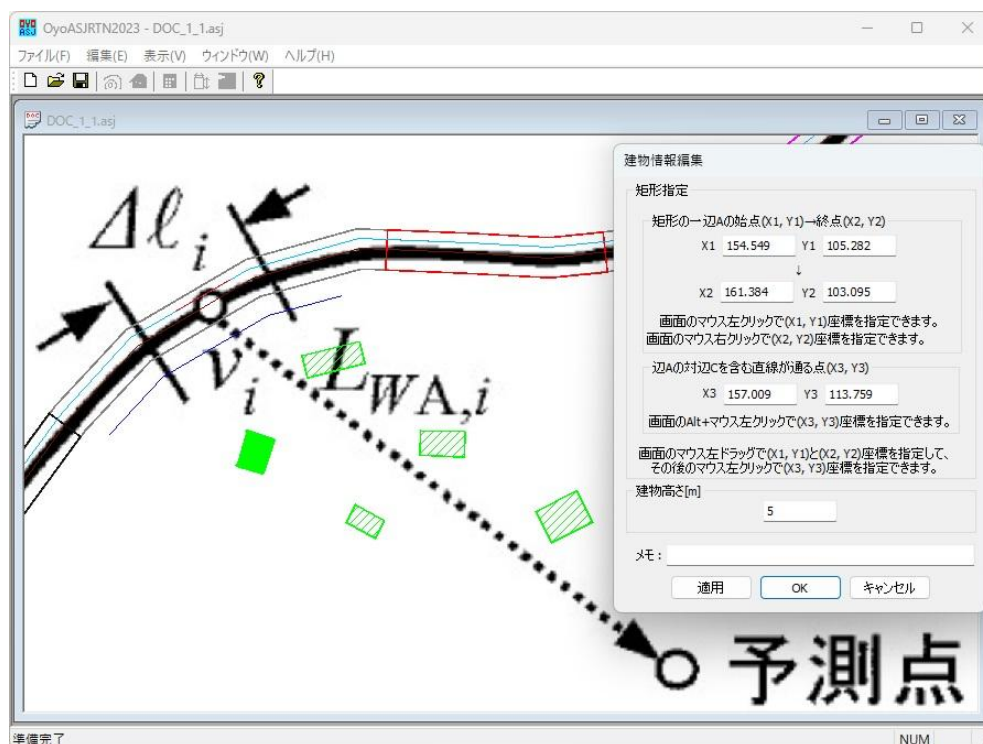 OyoASJRTN2023 - DOC_1_1.asj
ファイル(F) 編集(E) 表示(V) ウィンドウ(W) ヘルプ(H)
DOC_1_1.asj
Δℓi
νi
LWA,i
予測点
建物情報編集
矩形指定
矩形の一辺Aの始点(X1, Y1)→終点(X2, Y2)
X1 154.549 Y1 105.282
↓
X2 161.384 Y2 103.095
画面のマウス左クリックで(X1, Y1)座標を指定できます。
画面のマウス右クリックで(X2, Y2)座標を指定できます。
辺Aの対辺Cを含む直線が通る点(X3, Y3)
X3 157.009 Y3 113.759
画面のAlt+マウス左クリックで(X3, Y3)座標を指定できます。
画面のマウス左ドラッグで(X1, Y1)と(X2, Y2)座標を指定して、
その後のマウス左クリックで(X3, Y3)座標を指定できます。
建物高さ[m]
5
メモ :
適用 OK キャンセル
準備完了 NUM